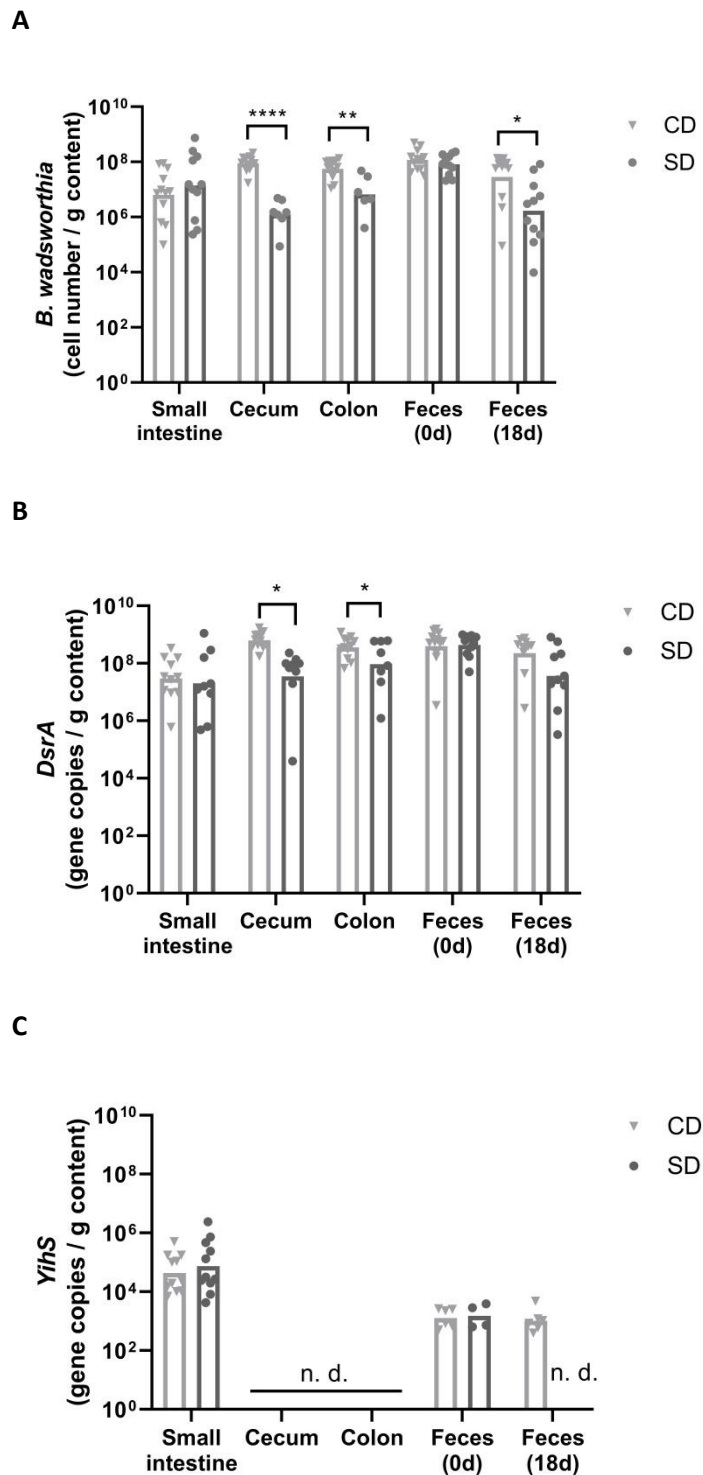 A
B. wadsworthia
(cell number / g content)
10¹⁰
10⁸
10⁶
10⁴
10²
10⁰
**** ** *
CD
SD
Small intestine
Cecum
Colon
Feces (0d)
Feces (18d)
B
DsrA
(gene copies / g content)
10¹⁰
10⁸
10⁶
10⁴
10²
10⁰
* *
CD
SD
Small intestine
Cecum
Colon
Feces (0d)
Feces (18d)
C
YihS
(gene copies / g content)
10¹⁰
10⁸
10⁶
10⁴
10²
10⁰
n. d.
n. d.
CD
SD
Small intestine
Cecum
Colon
Feces (0d)
Feces (18d)